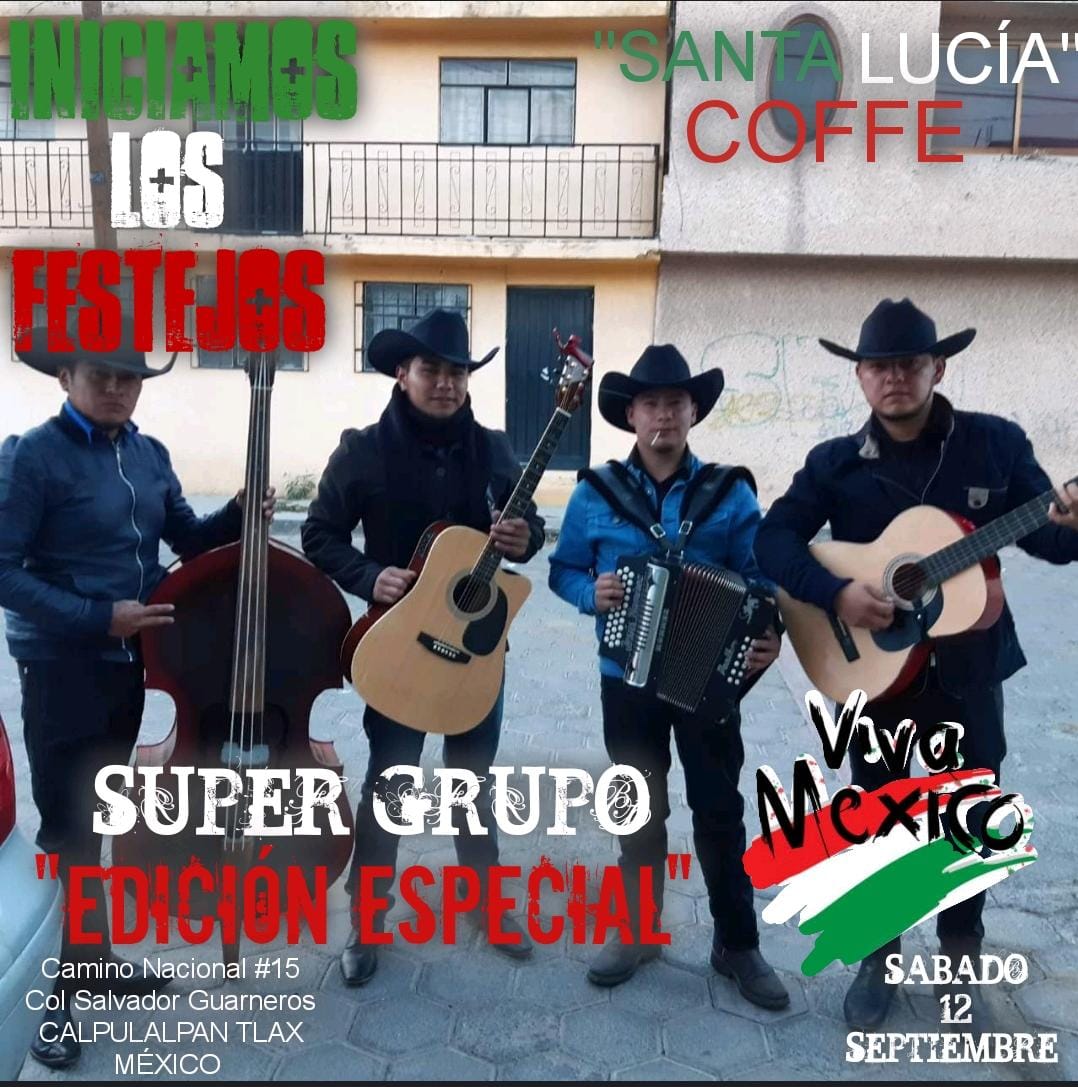 INICIAMOS
LOS
FESTEJOS
"SANTA LUCÍA"
COFFE
SUPER GRUPO
"EDICIÓN ESPECIAL"
Camino Nacional #15
Col Salvador Guarneros
CALPULALPAN TLAX
MÉXICO
Viva
México
SABADO
12
SEPTIEMBRE